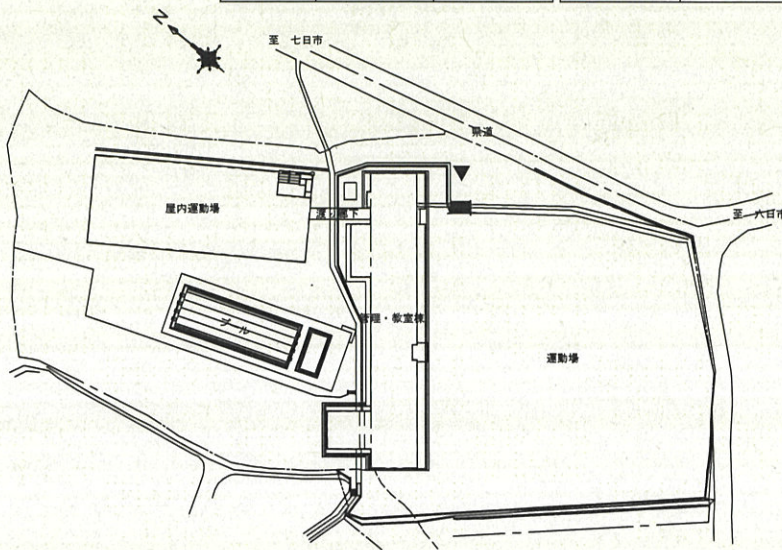 N
至 七日市
県道
至 六日市
屋内運動場
渡り廊下
プール
管理・教室棟
運動場